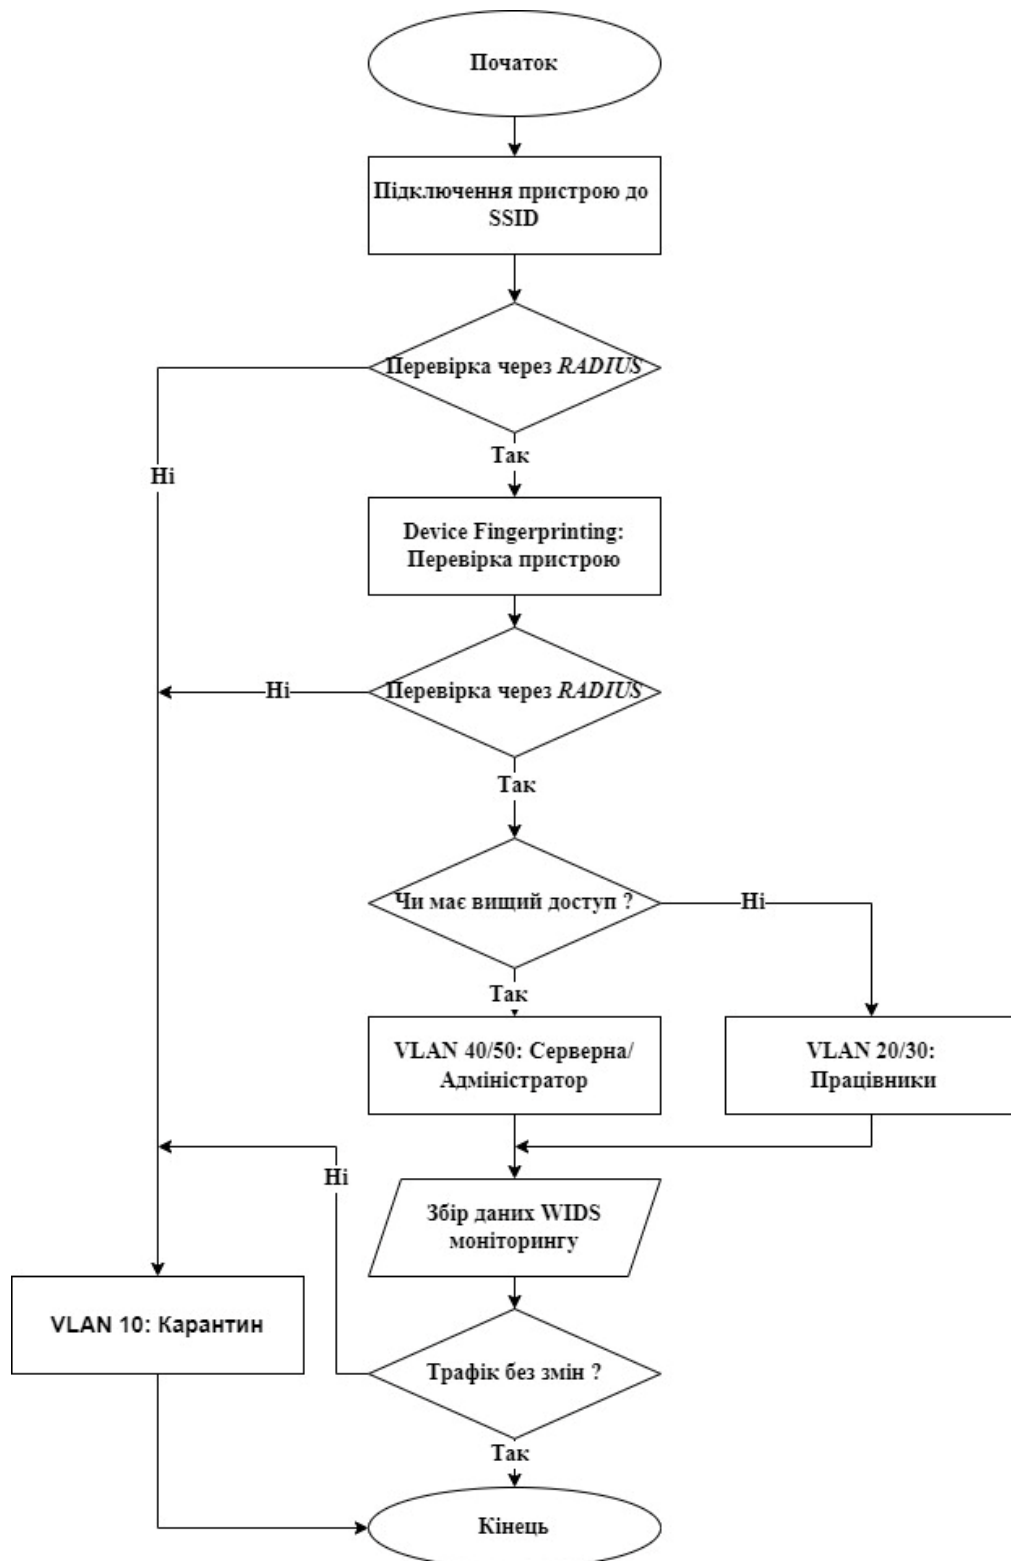 Початок
Підключення пристрою до
SSID
Перевірка через RADIUS
Так
Ні
Device Fingerprinting:
Перевірка пристрою
Перевірка через RADIUS
Ні
Так
Чи має вищий доступ ?
Ні
Так
VLAN 40/50: Серверна/
Адміністратор
VLAN 20/30:
Працівники
Ні
Збір даних WIDS
моніторингу
VLAN 10: Карантин
Трафік без змін ?
Так
Кінець